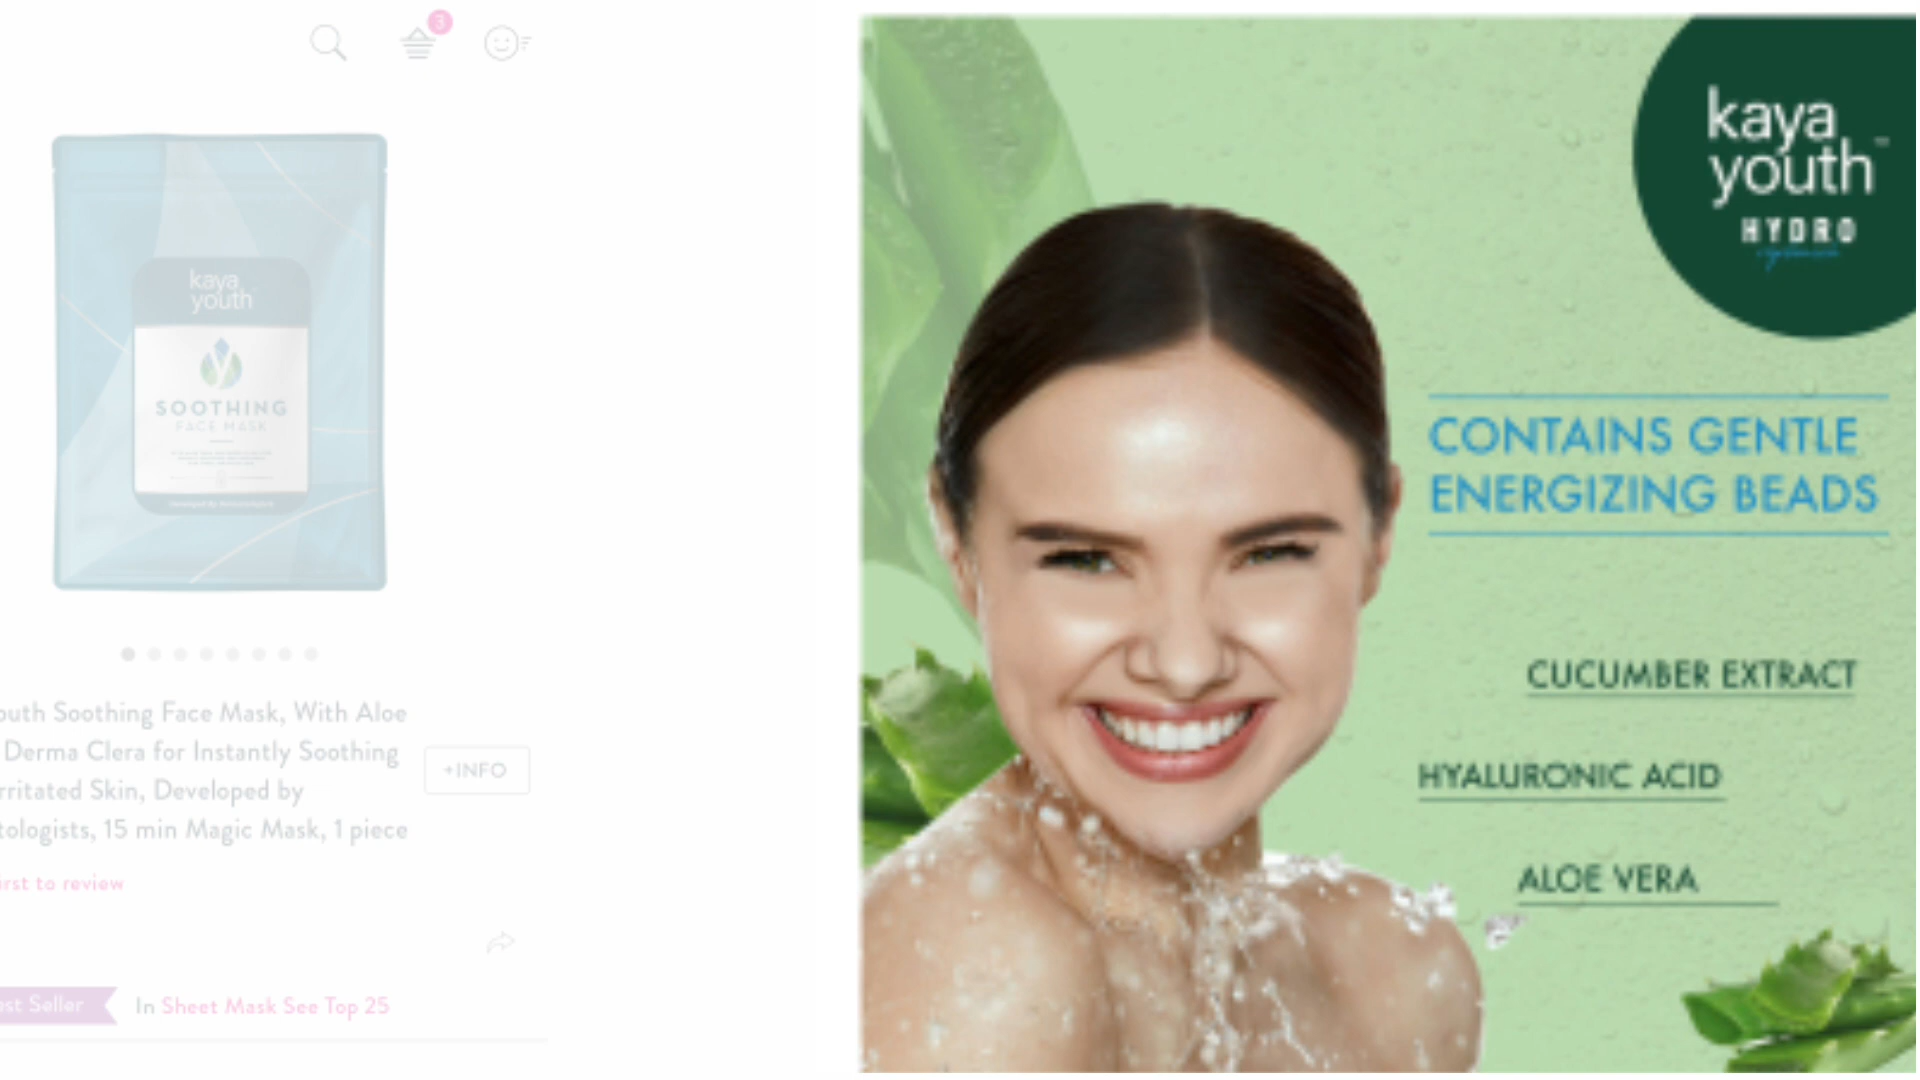 3
kaya
youth
SOOTHING
FACE MASK
outh Soothing Face Mask, With Aloe
Derma Clera for Instantly Soothing
rritated Skin, Developed by
tologists, 15 min Magic Mask, 1 piece
+INFO
irst to review
est Seller
In Sheet Mask See Top 25
kaya
youth
HYDRO
CONTAINS GENTLE
ENERGIZING BEADS
CUCUMBER EXTRACT
HYALURONIC ACID
ALOE VERA